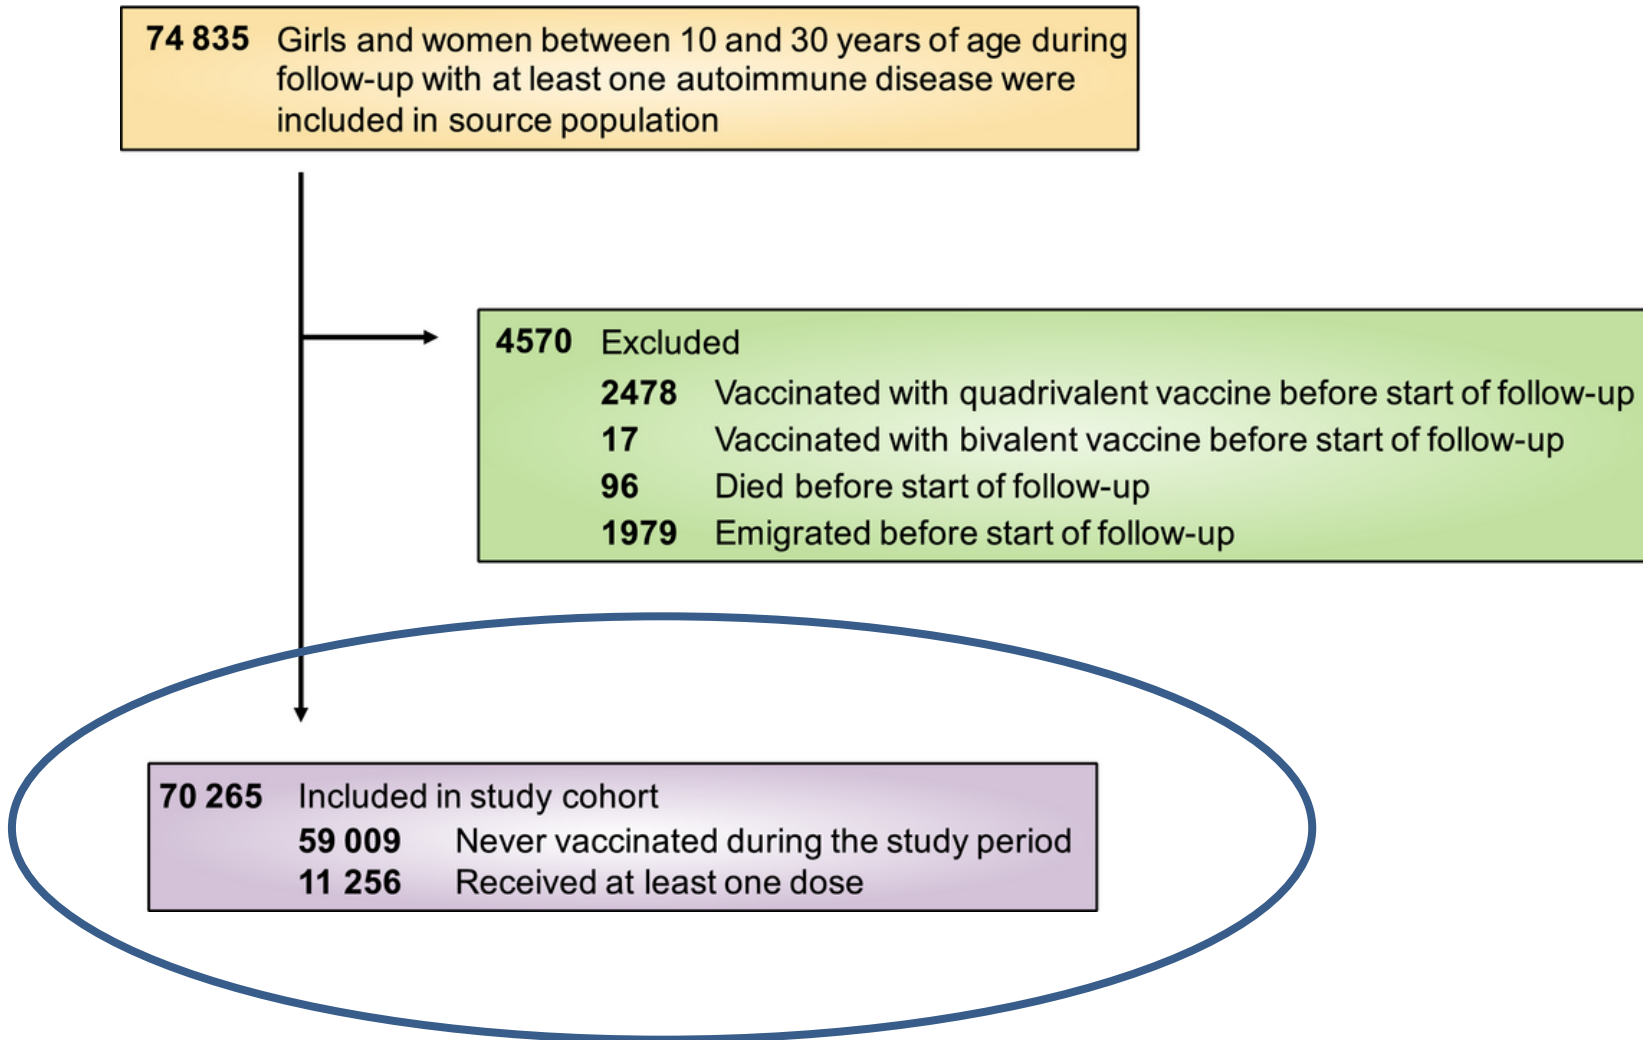 74 835 Girls and women between 10 and 30 years of age during
follow-up with at least one autoimmune disease were
included in source population
4570 Excluded
2478 Vaccinated with quadrivalent vaccine before start of follow-up
17 Vaccinated with bivalent vaccine before start of follow-up
96 Died before start of follow-up
1979 Emigrated before start of follow-up
70 265 Included in study cohort
59 009 Never vaccinated during the study period
11 256 Received at least one dose